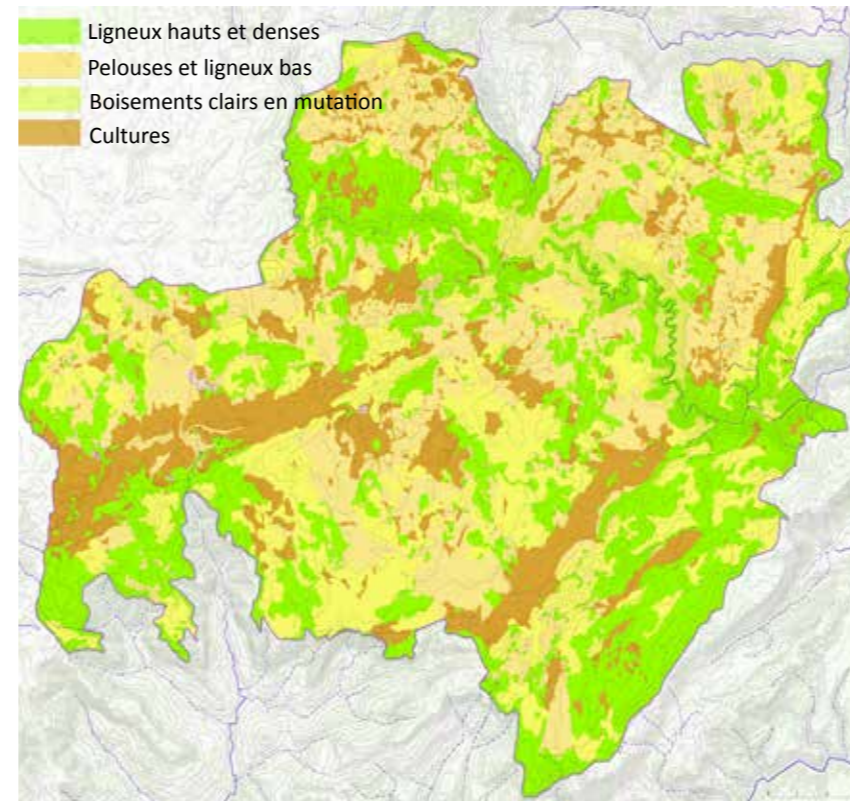 Ligneux hauts et denses
Pelouses et ligneux bas
Boisements clairs en mutation
Cultures